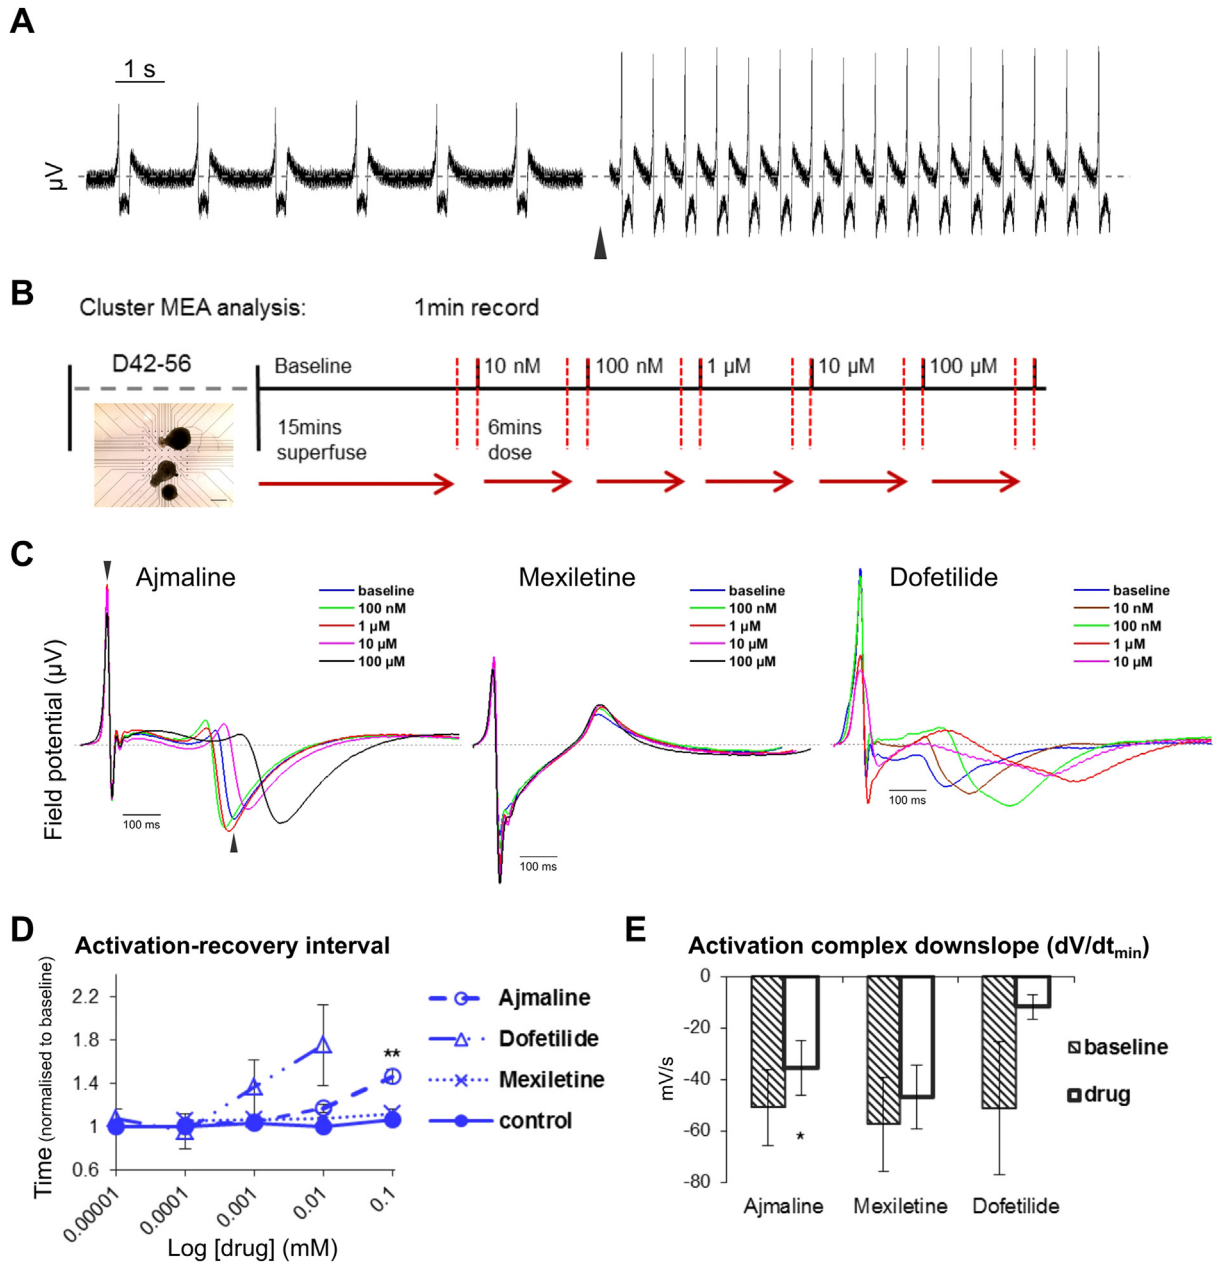 A
1 s
µV
B
Cluster MEA analysis: 1min record
D42-56
Baseline
10 nM
100 nM
1 µM
10 µM
100 µM
15mins
superfuse
6mins
dose
C
Ajmaline
Mexiletine
Dofetilide
Field potential (µV)
baseline
100 nM
1 µM
10 µM
100 µM
100 ms
baseline
100 nM
1 µM
10 µM
100 µM
100 ms
baseline
10 nM
100 nM
1 µM
10 µM
100 ms
D
Activation-recovery interval
Time (normalised to baseline)
2.2
1.8
1.4
1
0.6
**
0.00001
0.0001
0.001
0.01
0.1
Log [drug] (mM)
Ajmaline
Dofetilide
Mexiletine
control
E
Activation complex downslope (dV/dtmin)
mV/s
0
-20
-40
-60
-80
*
Ajmaline
Mexiletine
Dofetilide
baseline
drug